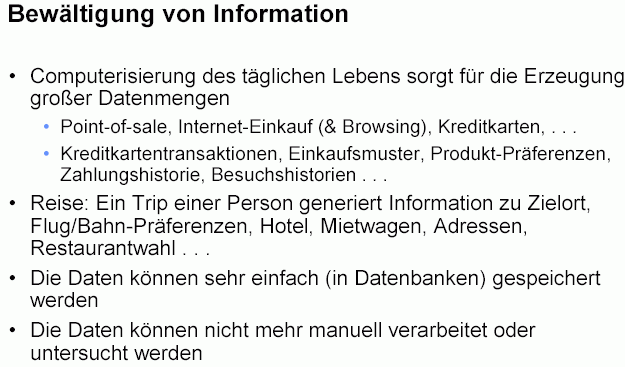 Bewältigung von Information
• Computerisierung des täglichen Lebens sorgt für die Erzeugung
großer Datenmengen
• Point-of-sale, Internet-Einkauf (& Browsing), Kreditkarten, . . .
• Kreditkartentransaktionen, Einkaufsmuster, Produkt-Präferenzen,
Zahlungshistorie, Besuchshistorien . . .
• Reise: Ein Trip einer Person generiert Information zu Zielort,
Flug/Bahn-Präferenzen, Hotel, Mietwagen, Adressen,
Restaurantwahl . . .
• Die Daten können sehr einfach (in Datenbanken) gespeichert
werden
• Die Daten können nicht mehr manuell verarbeitet oder
untersucht werden